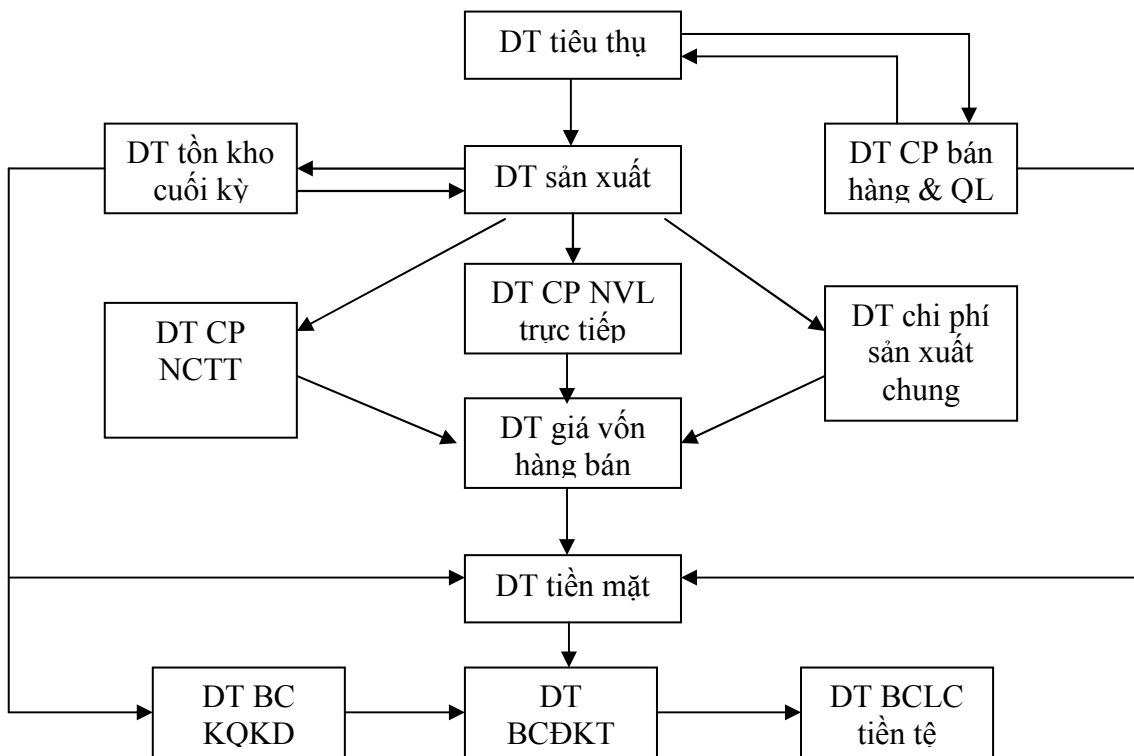 DT tiêu thụ
DT tồn kho
cuối kỳ
DT sản xuất
DT CP bán
hàng & QL
DT CP
NCTT
DT CP NVL
trực tiếp
DT chi phí
sản xuất
chung
DT giá vốn
hàng bán
DT tiền mặt
DT BC
KQKD
DT
BCĐKT
DT BCLC
tiền tệ